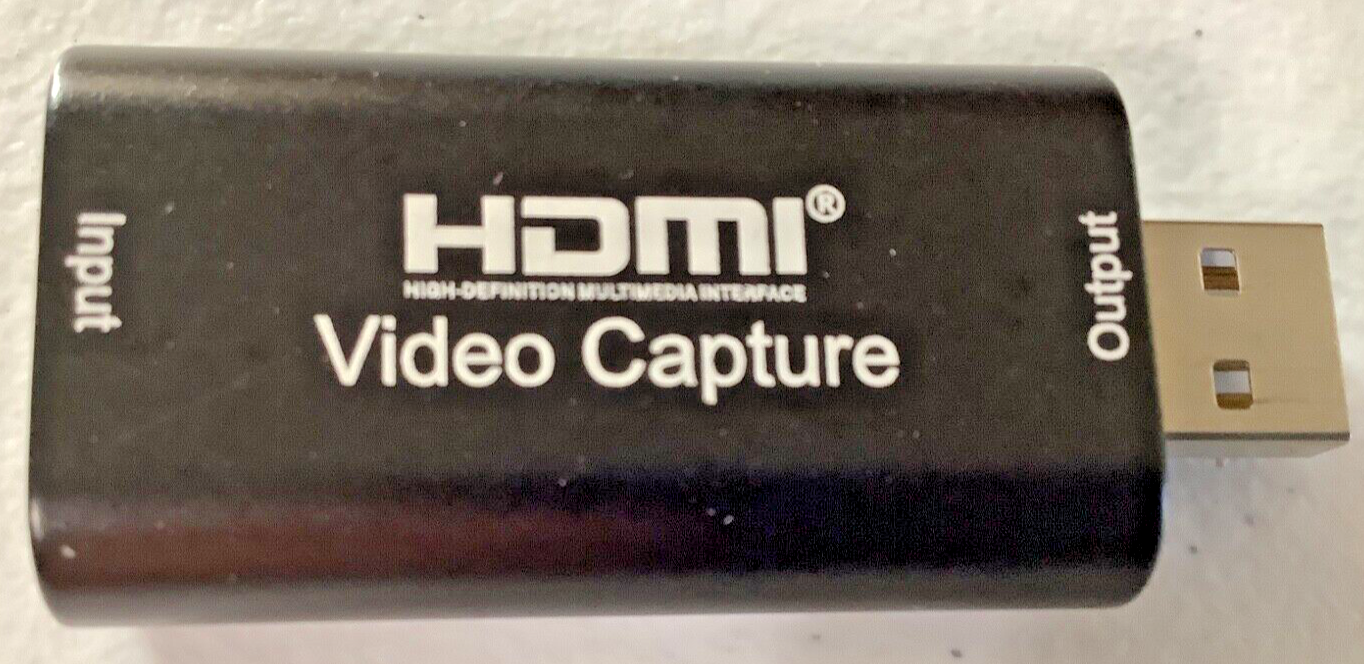 Input
HDMI®
HIGH-DEFINITION MULTIMEDIA INTERFACE
Video Capture
Output